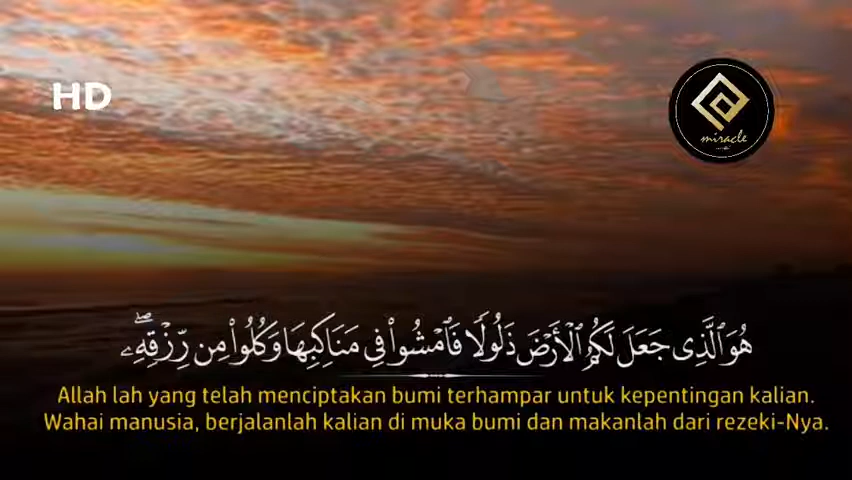 HD
miracle
هُوَ ٱلَّذِى جَعَلَ لَكُمُ ٱلْأَرْضَ ذَلُولًا فَٱمْشُوا۟ فِى مَنَاكِبِهَا وَكُلُوا۟ مِن رِّزْقِهِۦۖ
Allah lah yang telah menciptakan bumi terhampar untuk kepentingan kalian.
Wahai manusia, berjalanlah kalian di muka bumi dan makanlah dari rezeki-Nya.